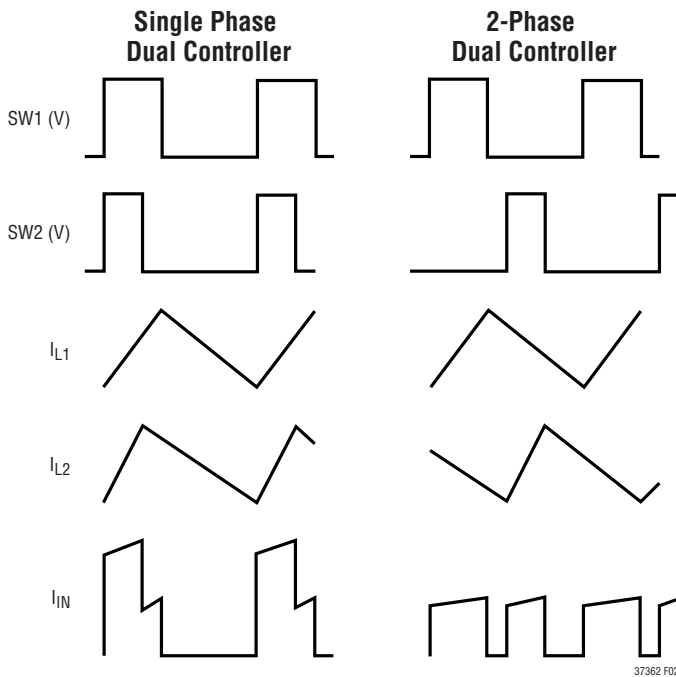 Single Phase
Dual Controller
2-Phase
Dual Controller
SW1 (V)
SW2 (V)
IL1
IL2
IIN
37362 F02